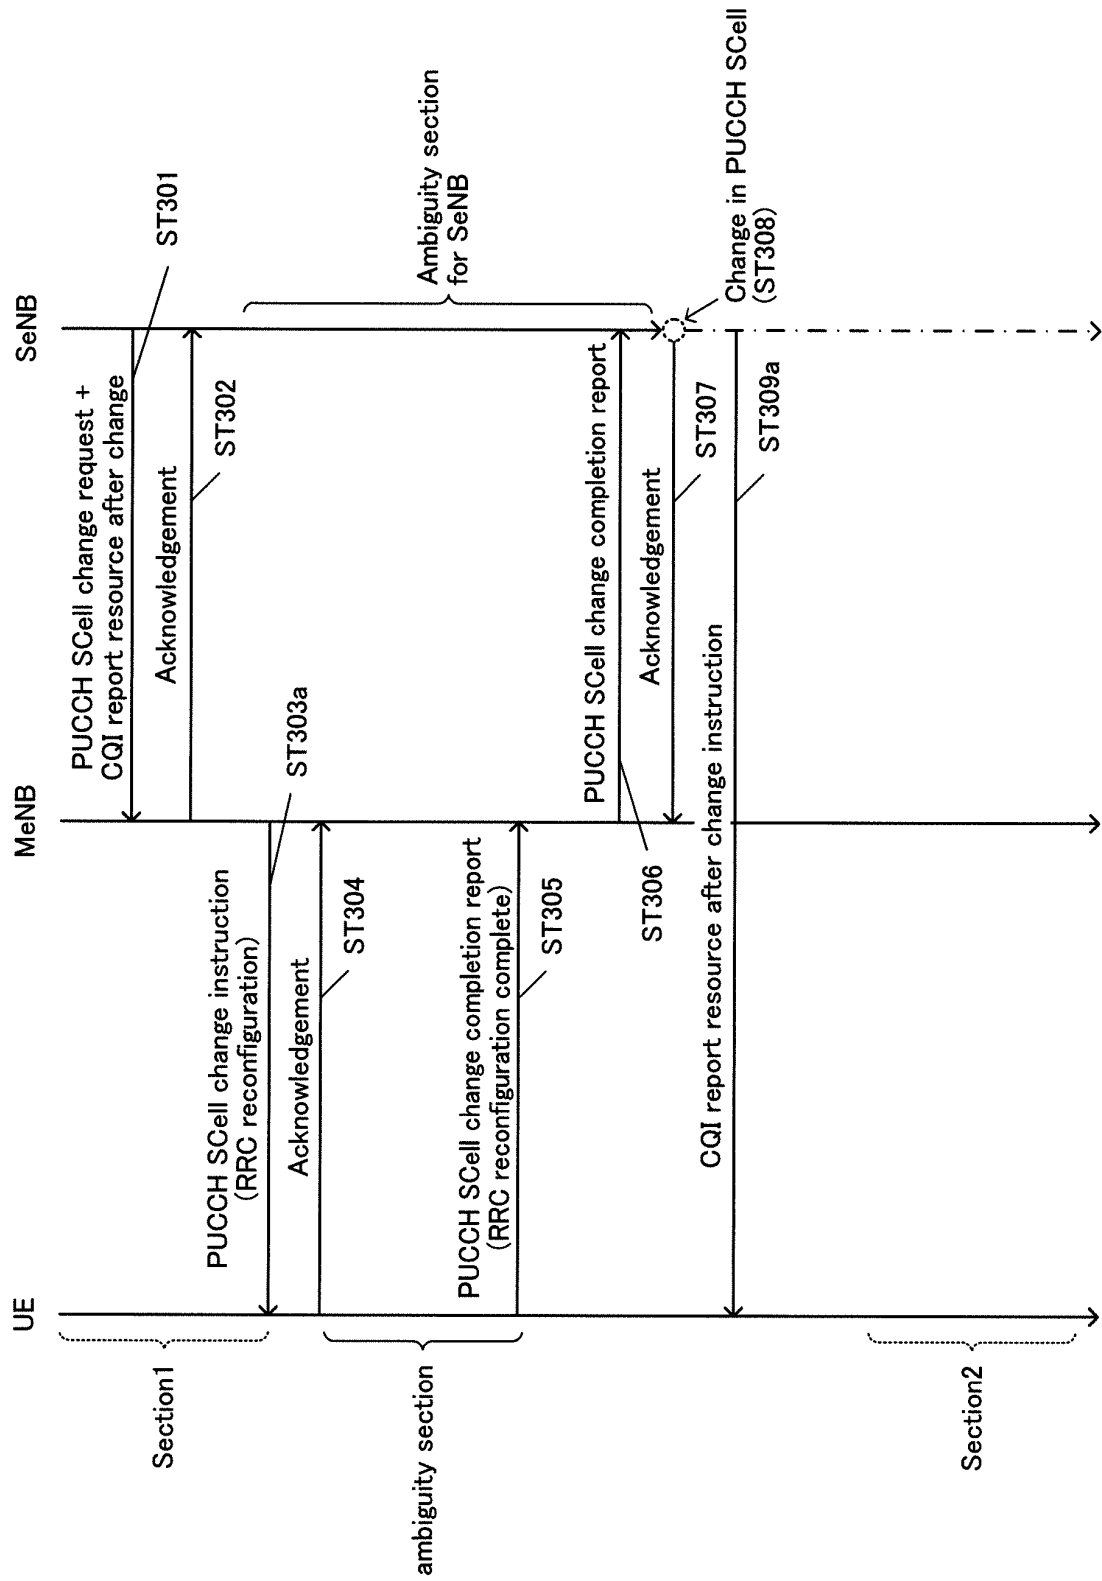 UE
MeNB
SeNB
Section1
PUCCH SCell change request +
CQI report resource after change
ST301
Acknowledgement
ST302
PUCCH SCell change instruction
(RRC reconfiguration)
ST303a
Acknowledgement
ST304
ambiguity section
Ambiguity section
for SeNB
PUCCH SCell change completion report
(RRC reconfiguration complete)
ST305
PUCCH SCell change completion report
ST306
Acknowledgement
ST307
Change in PUCCH SCell
(ST308)
CQI report resource after change instruction
ST309a
Section2